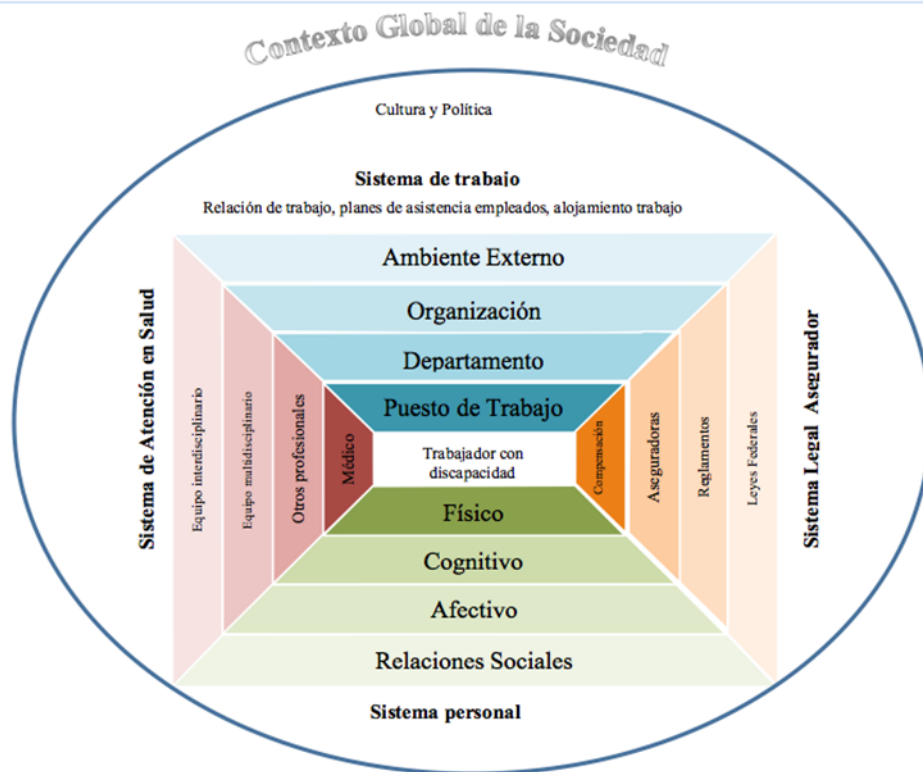 Contexto Global de la Sociedad
Cultura y Política
Sistema de trabajo
Relación de trabajo, planes de asistencia empleados, alojamiento trabajo
Ambiente Externo
Organización
Departamento
Puesto de Trabajo
Sistema de Atención en Salud
Equipo interdisciplinario
Equipo multidisciplinario
Otros profesionales
Médico
Trabajador con
discapacidad
Compensación
Aseguradoras
Reglamentos
Leyes Federales
Sistema Legal Asegurador
Físico
Cognitivo
Afectivo
Relaciones Sociales
Sistema personal